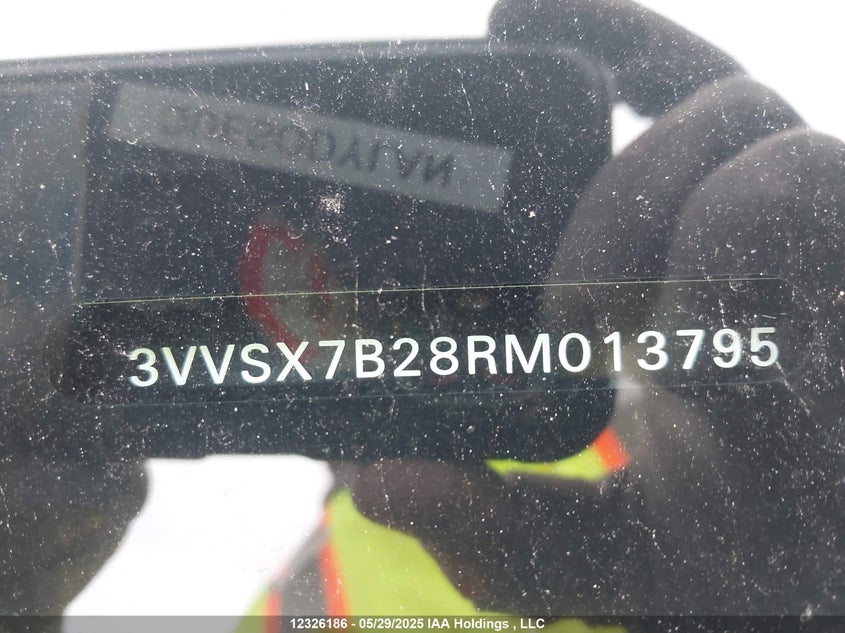 3VVSX7B28RM013795
12326186 - 05/29/2025 IAA Holdings , LLC